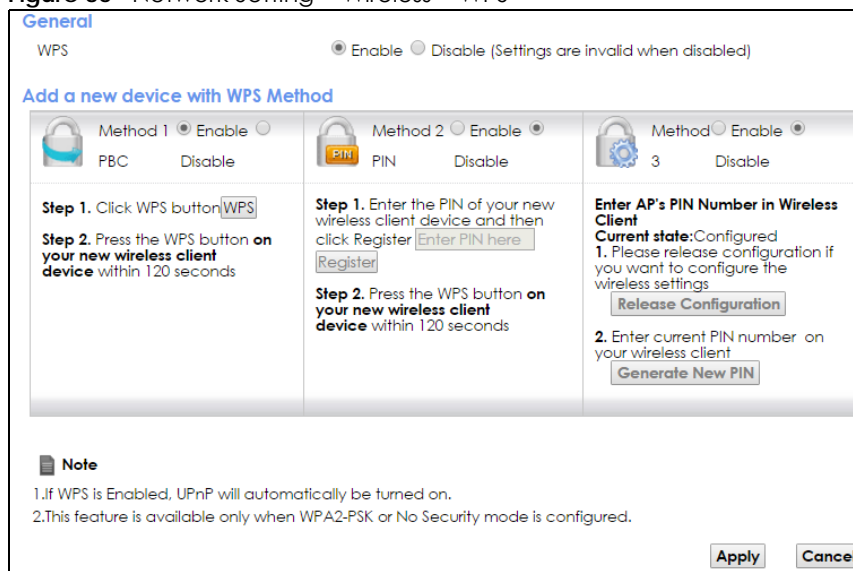 General
WPS Enable Disable (Settings are invalid when disabled)
Add a new device with WPS Method
Method 1 Enable
PBC Disable
Step 1. Click WPS button WPS
Step 2. Press the WPS button on
your new wireless client
device within 120 seconds
Method 2 Enable
PIN
PIN Disable
Step 1. Enter the PIN of your new
wireless client device and then
click Register Enter PIN here
Register
Step 2. Press the WPS button on
your new wireless client
device within 120 seconds
Method Enable
3 Disable
Enter AP's PIN Number in Wireless
Client
Current state:Configured
1. Please release configuration if
you want to configure the
wireless settings
Release Configuration
2. Enter current PIN number on
your wireless client
Generate New PIN
Note
1.If WPS is Enabled, UPnP will automatically be turned on.
2.This feature is available only when WPA2-PSK or No Security mode is configured.
Apply Cancel